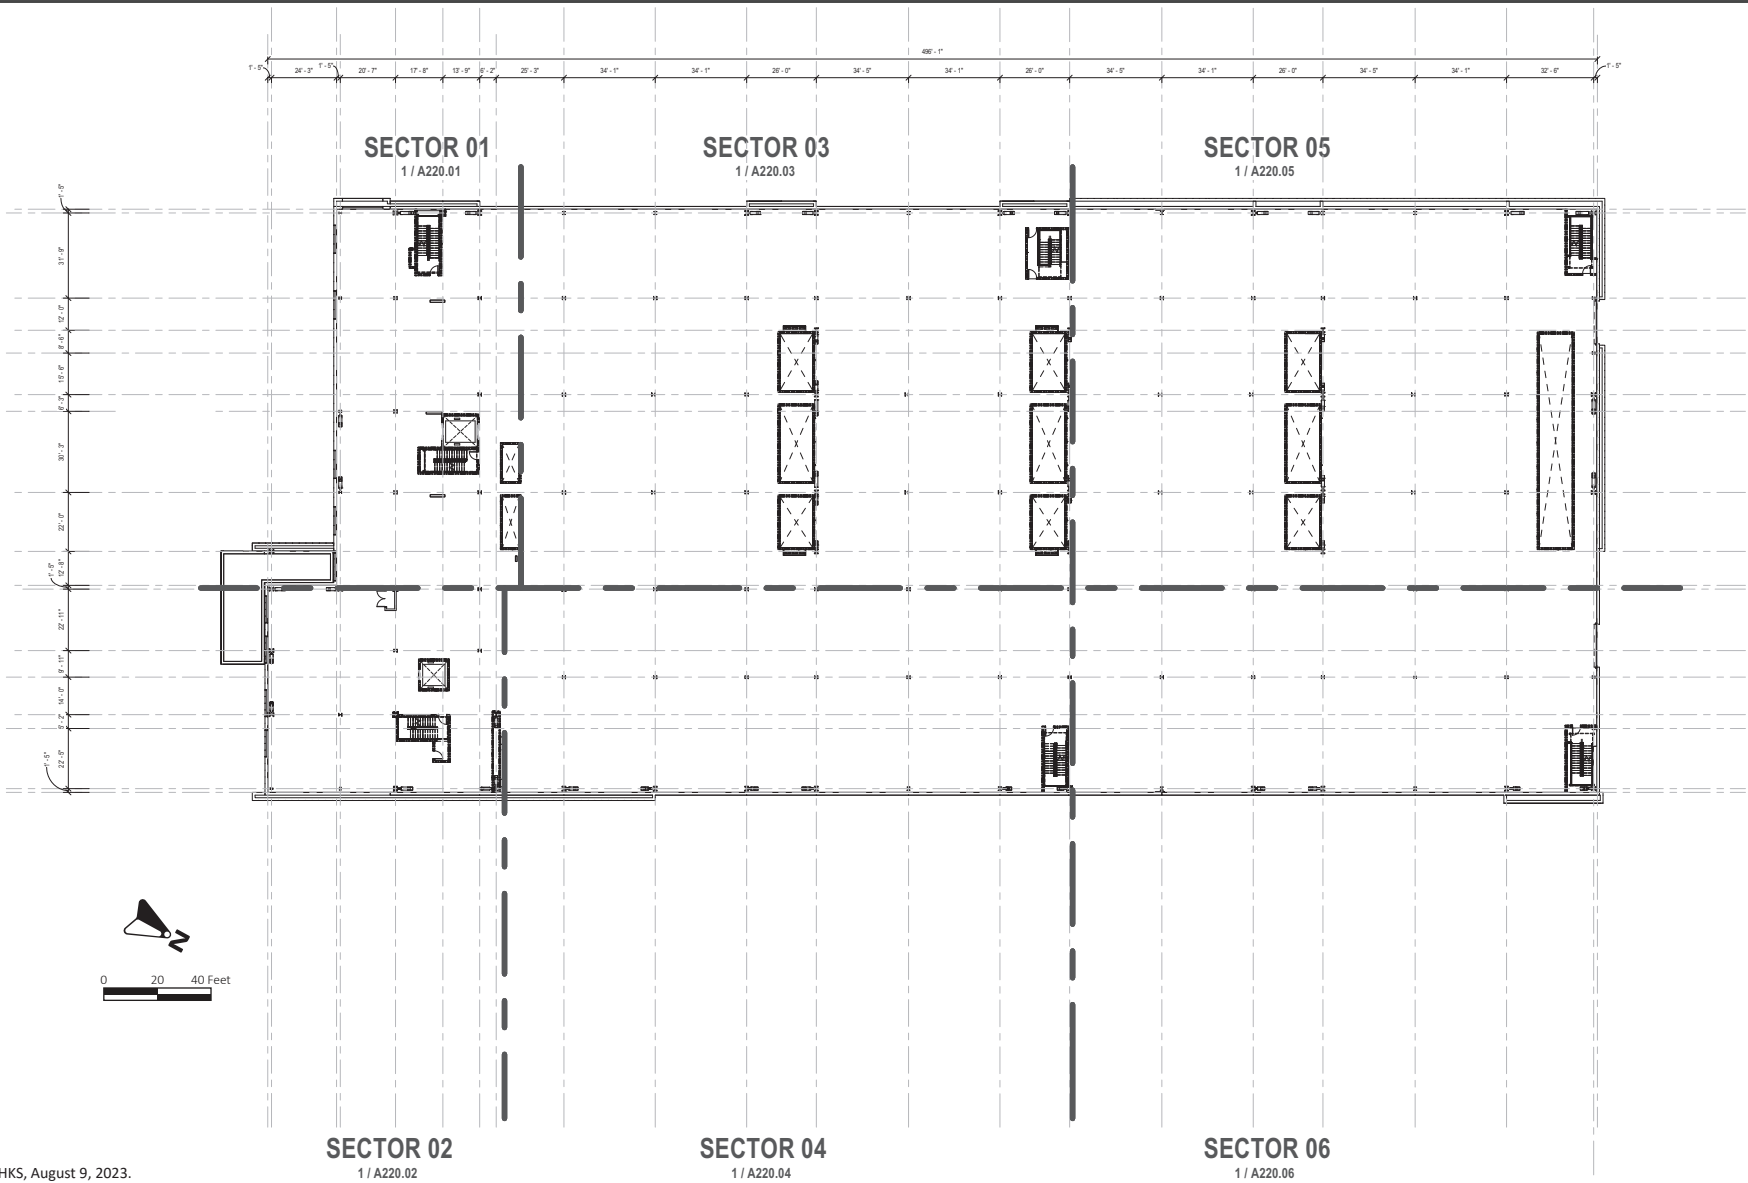 496' - 1"
1' - 5" 24' - 3" 1' - 5" 20' - 7" 17' - 8" 13' - 9" 6' - 2" 25' - 3" 34' - 1" 34' - 1" 26' - 0" 34' - 5" 34' - 1" 26' - 0" 34' - 5" 34' - 1" 26' - 0" 34' - 5" 34' - 1" 32' - 6" 1' - 5"
SECTOR 01
1 / A220.01
SECTOR 03
1 / A220.03
SECTOR 05
1 / A220.05
1' - 5"
31' - 9"
12' - 0"
8' - 6"
15' - 6"
6' - 3"
30' - 3"
22' - 0"
1' - 5"
12' - 8"
22' - 11"
9' - 11"
14' - 0"
5' - 2"
1' - 5"
22' - 5"
N
0 20 40 Feet
SECTOR 02
1 / A220.02
SECTOR 04
1 / A220.04
SECTOR 06
1 / A220.06
HKS, August 9, 2023.